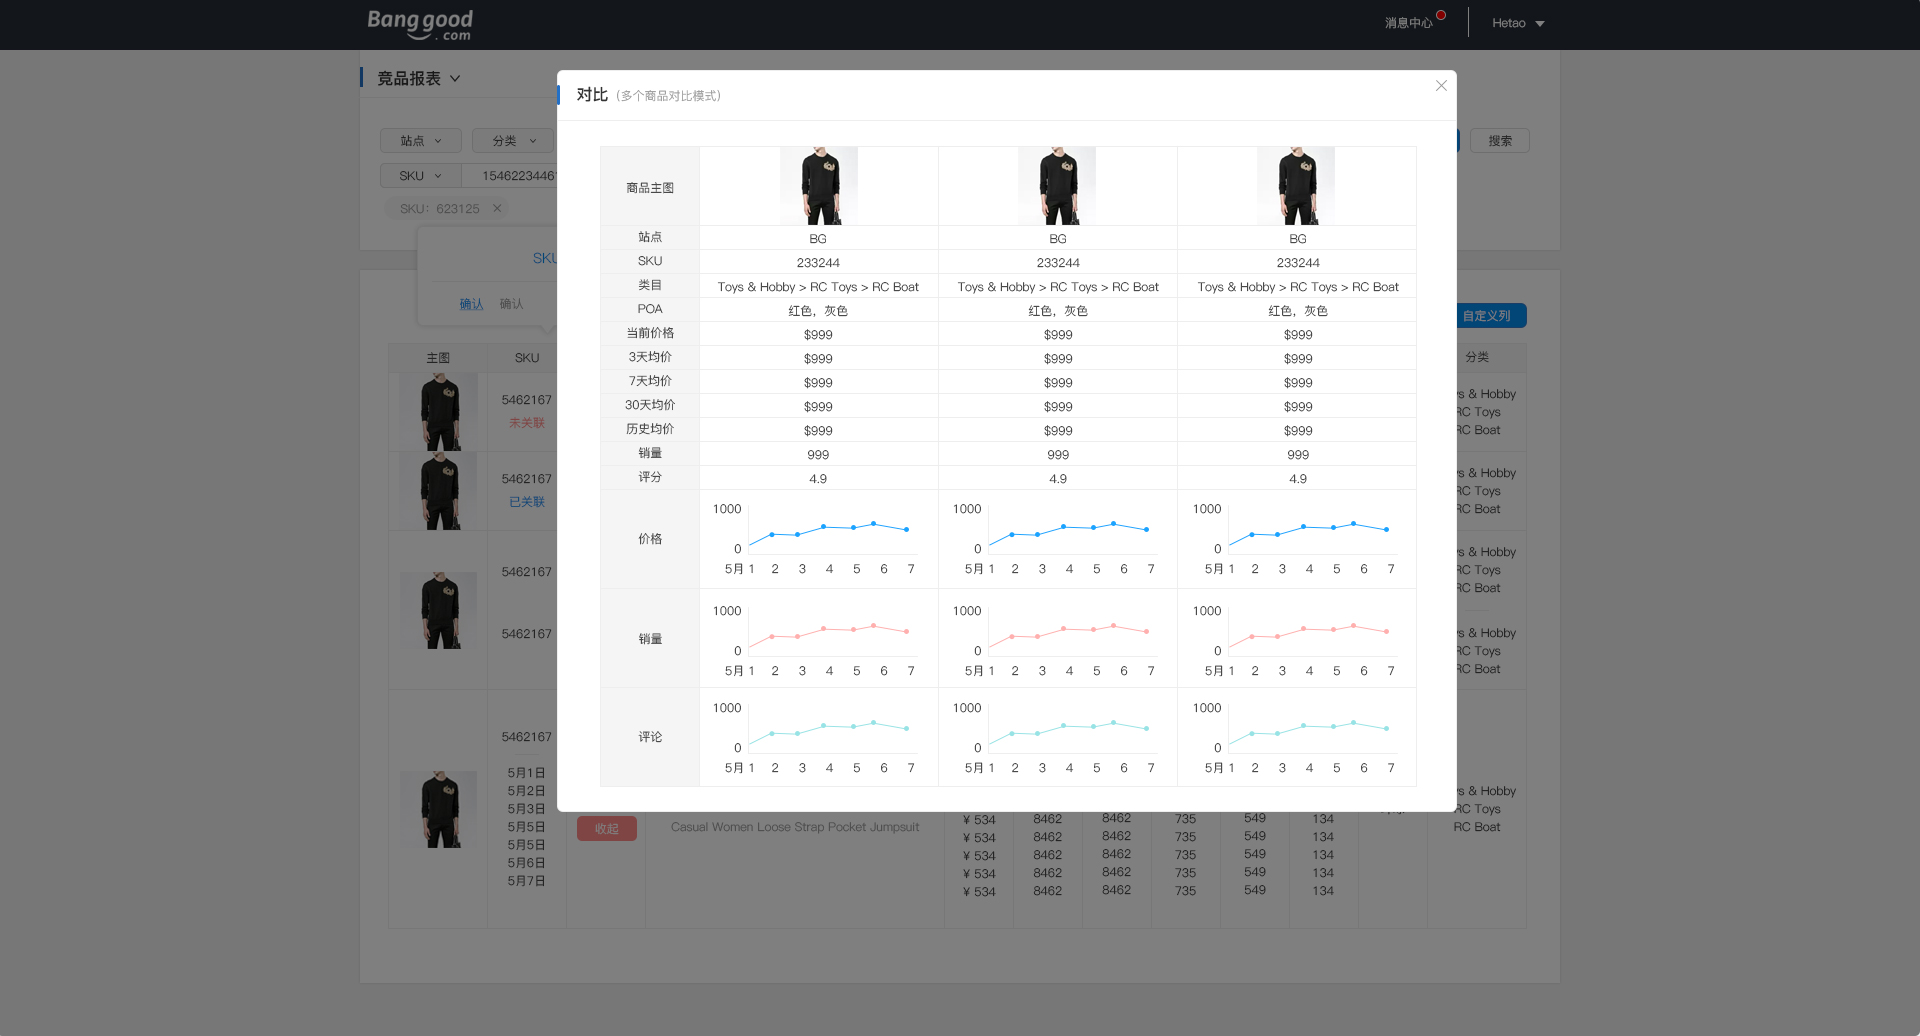 Banggood
.com
消息中心
Hetao
竞品报表
站点
分类
搜索
SKU
15462234461
SKU：623125
SKU
确认
确认
自定义列
对比 (多个商品对比模式)
商品主图
站点 BG BG BG
SKU 233244 233244 233244
类目 Toys & Hobby > RC Toys > RC Boat Toys & Hobby > RC Toys > RC Boat Toys & Hobby > RC Toys > RC Boat
POA 红色，灰色 红色，灰色 红色，灰色
当前价格 $999 $999 $999
3天均价 $999 $999 $999
7天均价 $999 $999 $999
30天均价 $999 $999 $999
历史均价 $999 $999 $999
销量 999 999 999
评分 4.9 4.9 4.9
价格
1000 1000 1000
0 0 0
5月 1 2 3 4 5 6 7 5月 1 2 3 4 5 6 7 5月 1 2 3 4 5 6 7
销量
1000 1000 1000
0 0 0
5月 1 2 3 4 5 6 7 5月 1 2 3 4 5 6 7 5月 1 2 3 4 5 6 7
评论
1000 1000 1000
0 0 0
5月 1 2 3 4 5 6 7 5月 1 2 3 4 5 6 7 5月 1 2 3 4 5 6 7
主图 SKU 分类
5462167
未关联
ys & Hobby
RC Toys
RC Boat
5462167
已关联
ys & Hobby
RC Toys
RC Boat
5462167
ys & Hobby
RC Toys
RC Boat
5462167
ys & Hobby
RC Toys
RC Boat
5462167
5月1日
5月2日
5月3日
5月5日
5月5日
5月6日
5月7日
收起
Casual Women Loose Strap Pocket Jumpsuit
¥ 534 8462 8462 735 549 134
¥ 534 8462 8462 735 549 134
¥ 534 8462 8462 735 549 134
¥ 534 8462 8462 735 549 134
¥ 534 8462 8462 735 549 134
ys & Hobby
RC Toys
RC Boat